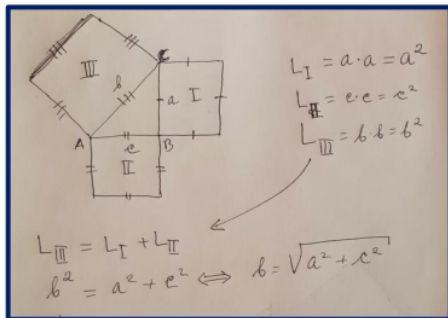 III
C
b
a
I
A
c
B
II
L_I = a · a = a²
L_II = c · c = c²
L_III = b · b = b²
L_III = L_I + L_II
b² = a² + c² ⟺ b = √(a² + c²)